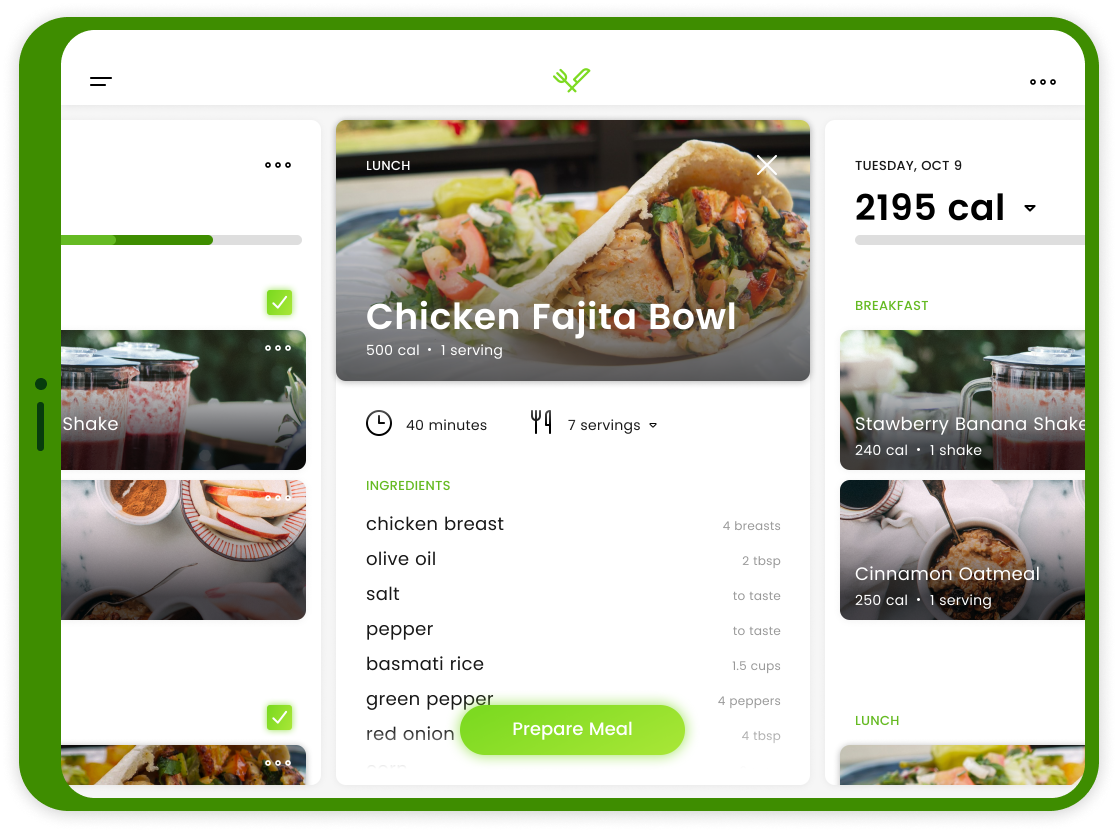 Shake
LUNCH
Chicken Fajita Bowl
500 cal • 1 serving
40 minutes
7 servings
INGREDIENTS
chicken breast 4 breasts
olive oil 2 tbsp
salt to taste
pepper to taste
basmati rice 1.5 cups
green pepper 4 peppers
red onion 4 tbsp
Prepare Meal
TUESDAY, OCT 9
2195 cal
BREAKFAST
Stawberry Banana Shake
240 cal • 1 shake
Cinnamon Oatmeal
250 cal • 1 serving
LUNCH